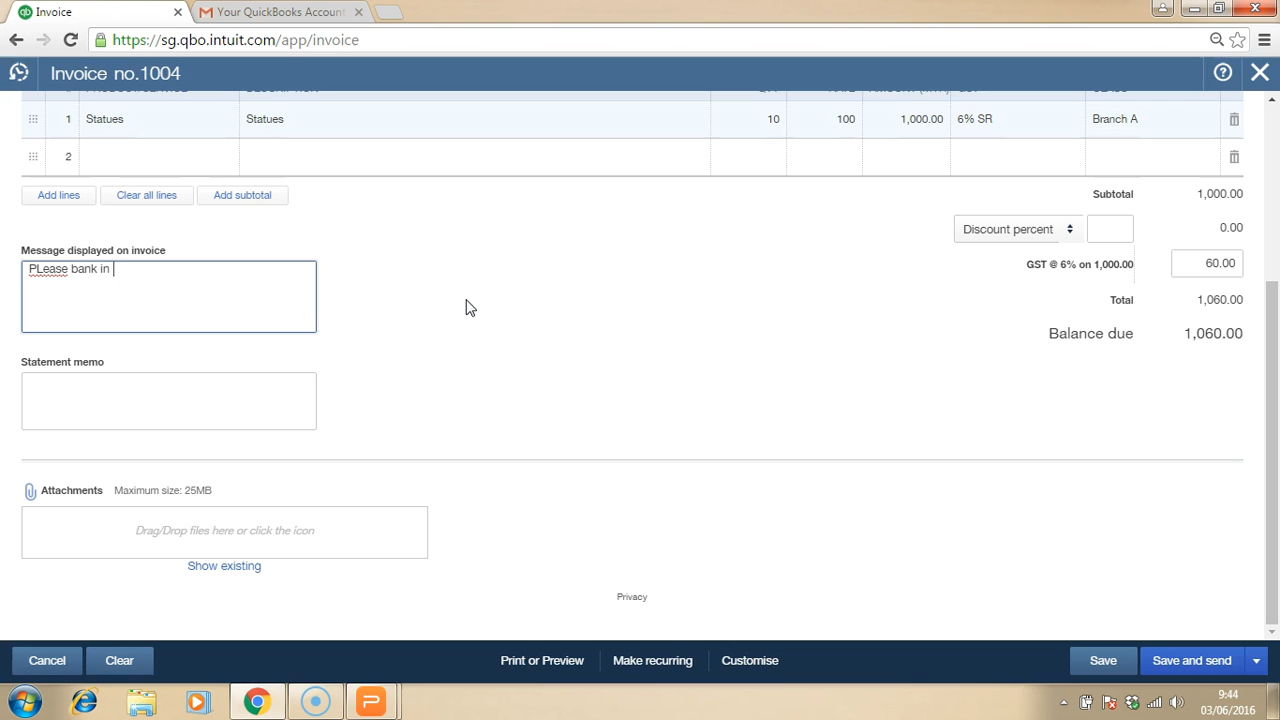 Invoice
Your QuickBooks Account
https://sg.qbo.intuit.com/app/invoice
Invoice no.1004
1 Statues Statues 10 100 1,000.00 6% SR Branch A
2
Add lines Clear all lines Add subtotal
Subtotal 1,000.00
Discount percent 0.00
Message displayed on invoice
PLease bank in
GST @ 6% on 1,000.00 60.00
Total 1,060.00
Balance due 1,060.00
Statement memo
Attachments Maximum size: 25MB
Drag/Drop files here or click the icon
Show existing
Privacy
Cancel Clear Print or Preview Make recurring Customise Save Save and send
9:44
03/06/2016